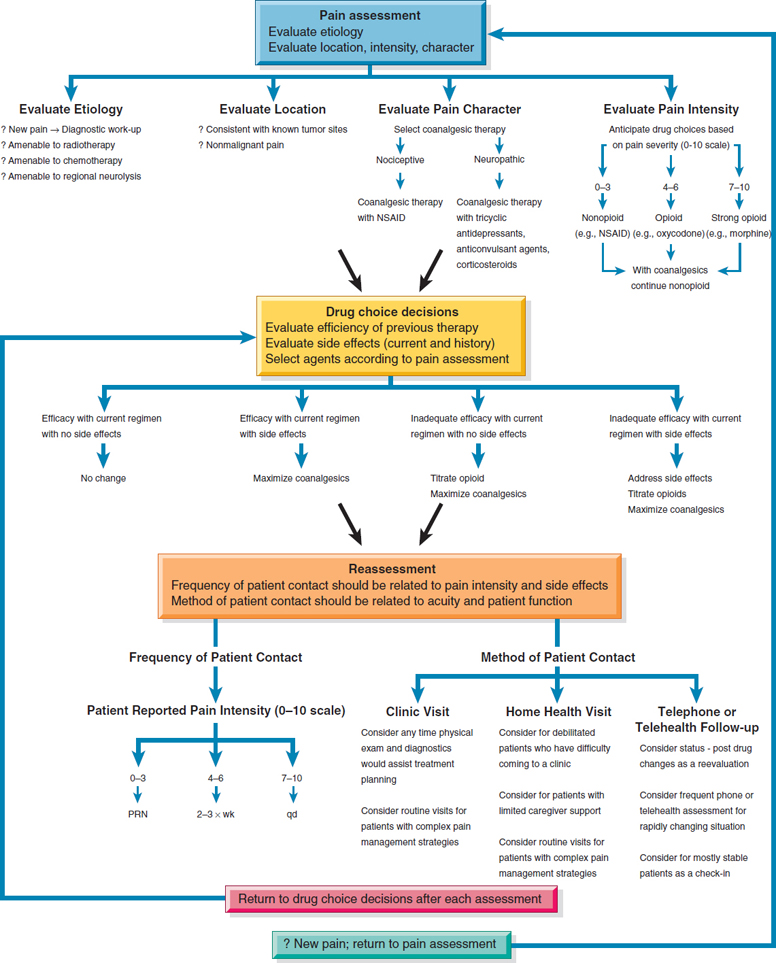 Pain assessment
Evaluate etiology
Evaluate location, intensity, character
Evaluate Etiology
? New pain → Diagnostic work-up
? Amenable to radiotherapy
? Amenable to chemotherapy
? Amenable to regional neurolysis
Evaluate Location
? Consistent with known tumor sites
? Nonmalignant pain
Evaluate Pain Character
Select coanalgesic therapy
Nociceptive
Coanalgesic therapy
with NSAID
Neuropathic
Coanalgesic therapy
with tricyclic
antidepressants,
anticonvulsant agents,
corticosteroids
Evaluate Pain Intensity
Anticipate drug choices based
on pain severity (0-10 scale)
0–3
Nonopioid
(e.g., NSAID)
4–6
Opioid
(e.g., oxycodone)
7–10
Strong opioid
(e.g., morphine)
With coanalgesics
continue nonopioid
Drug choice decisions
Evaluate efficiency of previous therapy
Evaluate side effects (current and history)
Select agents according to pain assessment
Efficacy with current regimen
with no side effects
No change
Efficacy with current regimen
with side effects
Maximize coanalgesics
Inadequate efficacy with current
regimen with no side effects
Titrate opioid
Maximize coanalgesics
Inadequate efficacy with current
regimen with side effects
Address side effects
Titrate opioids
Maximize coanalgesics
Reassessment
Frequency of patient contact should be related to pain intensity and side effects
Method of patient contact should be related to acuity and patient function
Frequency of Patient Contact
Patient Reported Pain Intensity (0–10 scale)
0–3
PRN
4–6
2–3 × wk
7–10
qd
Method of Patient Contact
Clinic Visit
Consider any time physical
exam and diagnostics
would assist treatment
planning
Consider routine visits for
patients with complex pain
management strategies
Home Health Visit
Consider for debilitated
patients who have difficulty
coming to a clinic
Consider for patients with
limited caregiver support
Consider routine visits for
patients with complex pain
management strategies
Telephone or
Telehealth Follow-up
Consider status - post drug
changes as a reevaluation
Consider frequent phone or
telehealth assessment for
rapidly changing situation
Consider for mostly stable
patients as a check-in
Return to drug choice decisions after each assessment
? New pain; return to pain assessment